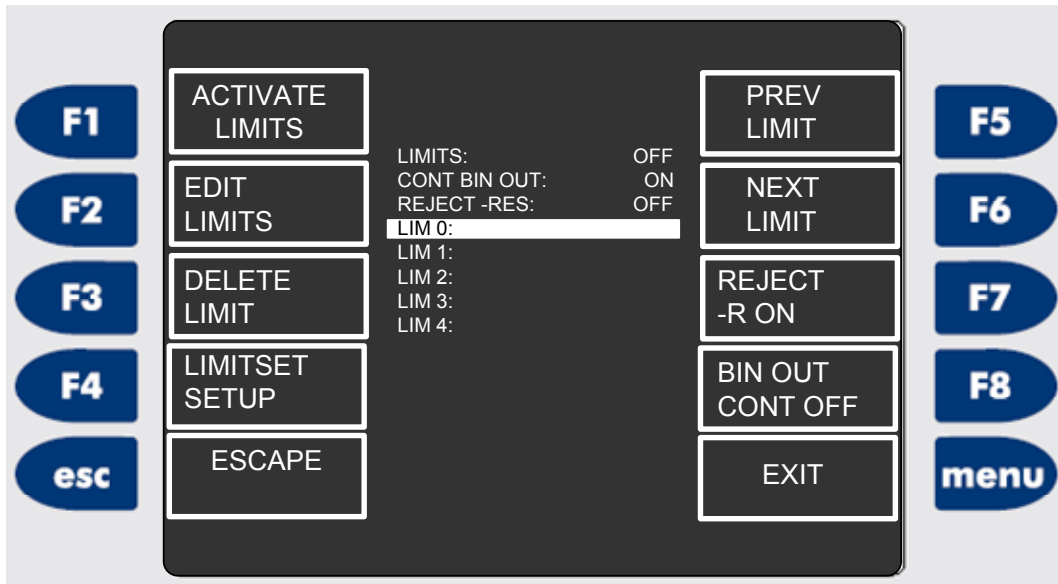 F1
ACTIVATE
LIMITS
F2
EDIT
LIMITS
F3
DELETE
LIMIT
F4
LIMITSET
SETUP
esc
ESCAPE
LIMITS: OFF
CONT BIN OUT: ON
REJECT -RES: OFF
LIM 0:
LIM 1:
LIM 2:
LIM 3:
LIM 4:
PREV
LIMIT
F5
NEXT
LIMIT
F6
REJECT
-R ON
F7
BIN OUT
CONT OFF
F8
EXIT
menu